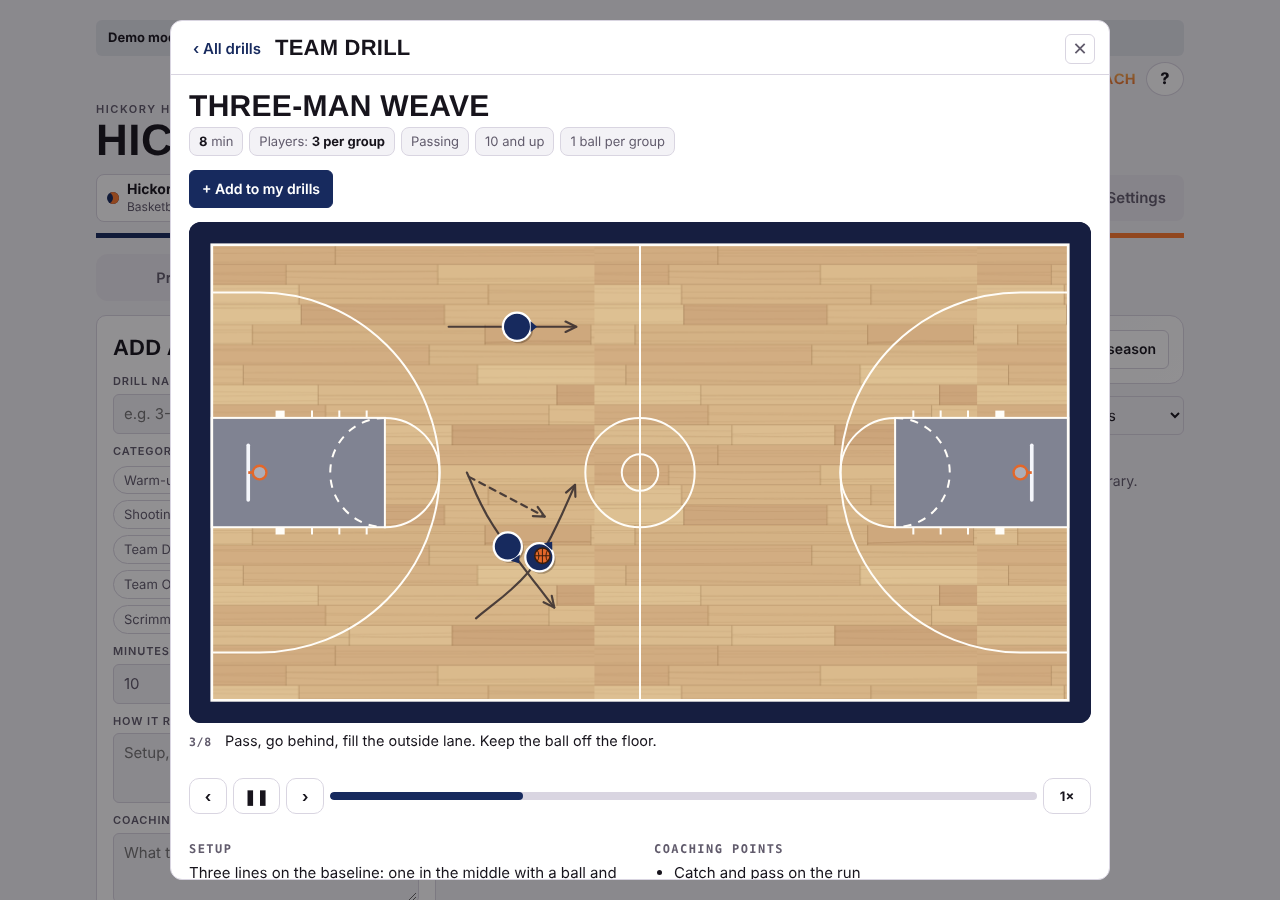 Demo mo
‹ All drills TEAM DRILL ✕
ACH ?
HICKORY H
THREE-MAN WEAVE
HIC
8 min Players: 3 per group Passing 10 and up 1 ball per group
Hickor
Basketb
+ Add to my drills
Settings
Pr
ADD A
season
DRILL NA
e.g. 3-
s
CATEGOR
Warm-u
rary.
Shootin
Team D
Team O
Scrimm
MINUTES
10
HOW IT R
Setup,
3/8 Pass, go behind, fill the outside lane. Keep the ball off the floor.
‹ ❚❚ › 1×
COACHIN
What t
SETUP
Three lines on the baseline: one in the middle with a ball and
COACHING POINTS
• Catch and pass on the run